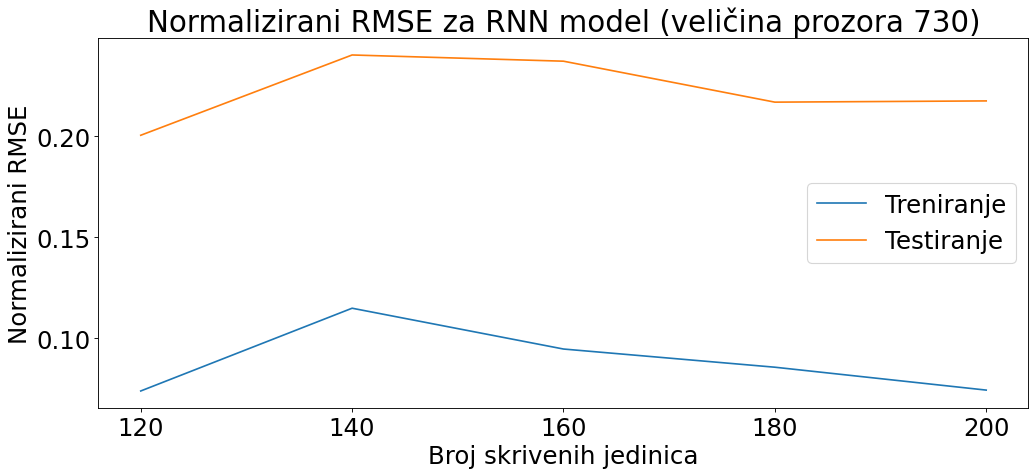 Normalizirani RMSE za RNN model (veličina prozora 730)
Normalizirani RMSE
0.20
0.15
0.10
Treniranje
Testiranje
120 140 160 180 200
Broj skrivenih jedinica